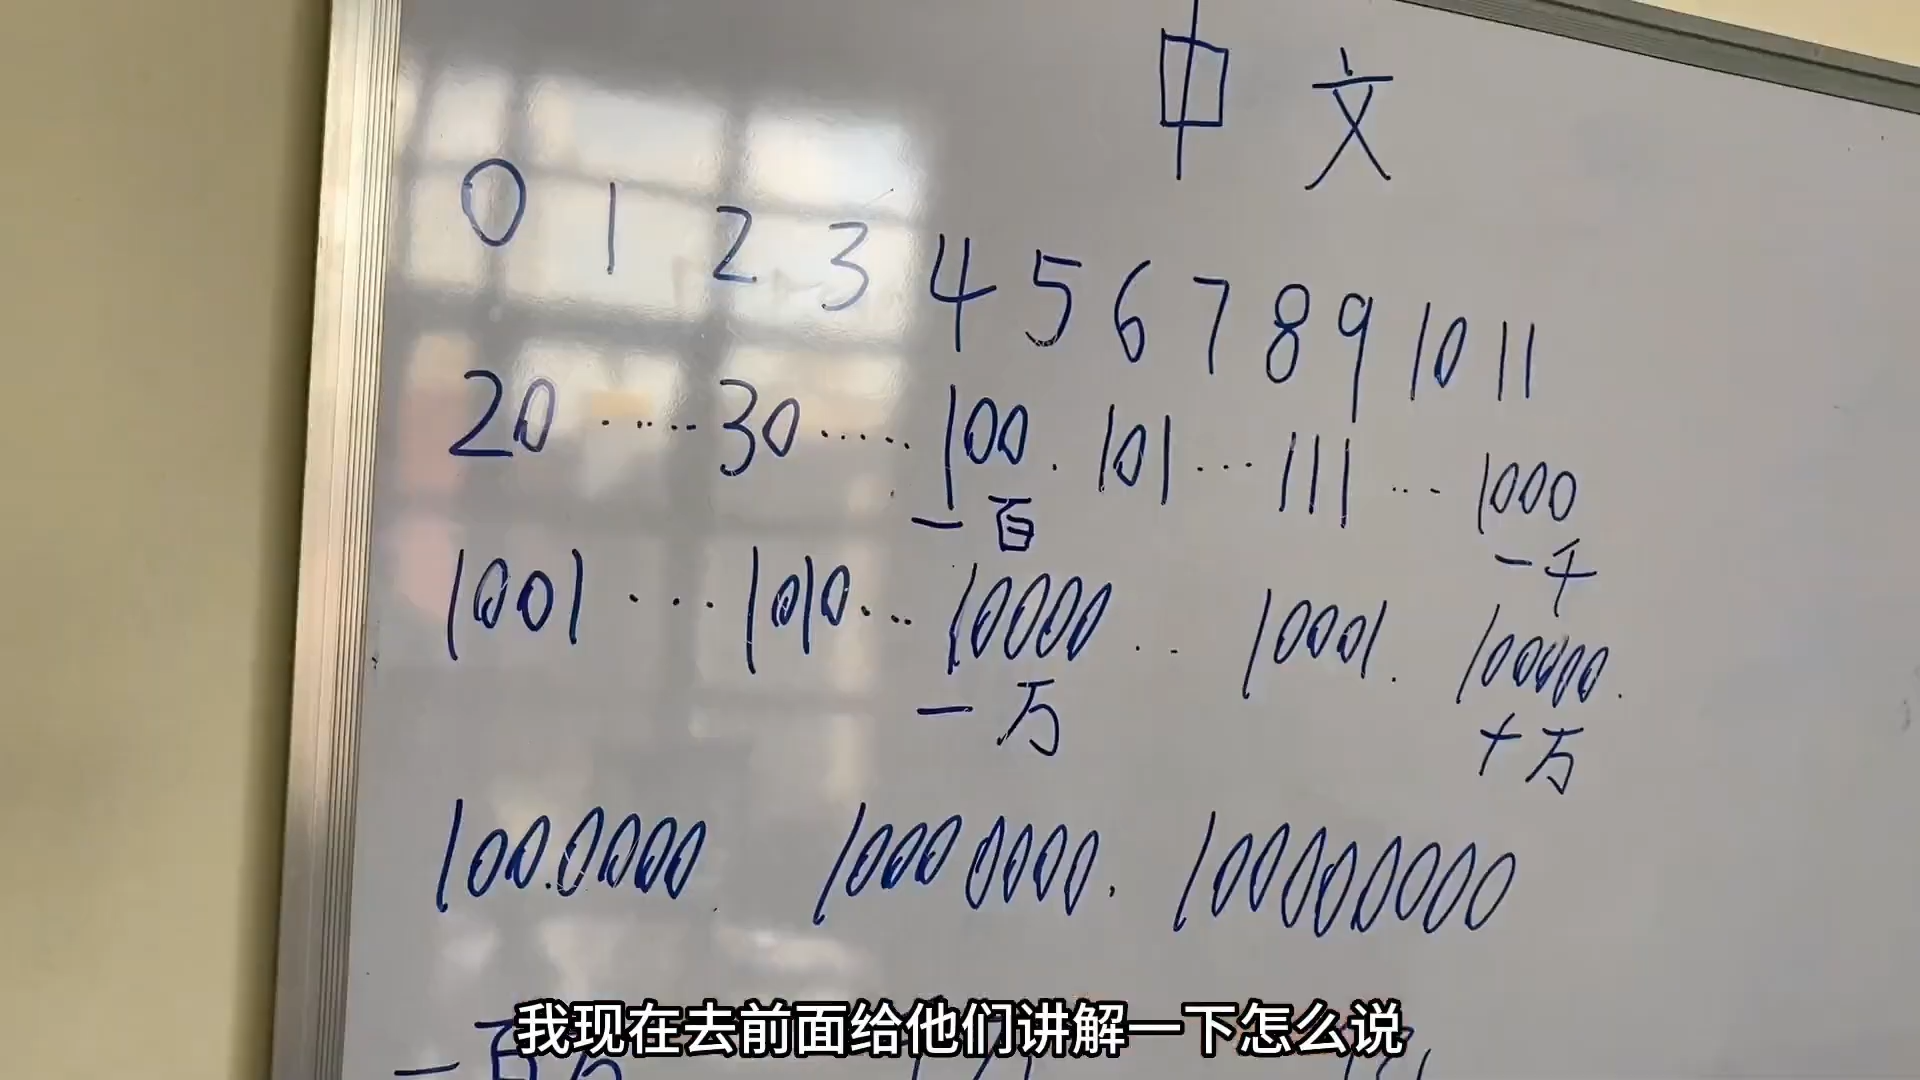 中文
0 1 2 3 4 5 6 7 8 9 10 11
20 ..... 30 ..... 100 . 101 ... 111 ... 1000
一百 一千
1001 ... 1010 ... 10000 .. 10001 . 100000 .
一万 十万
100.0000 . 1000 0000 . 100000000
我现在去前面给他们讲解一下怎么说